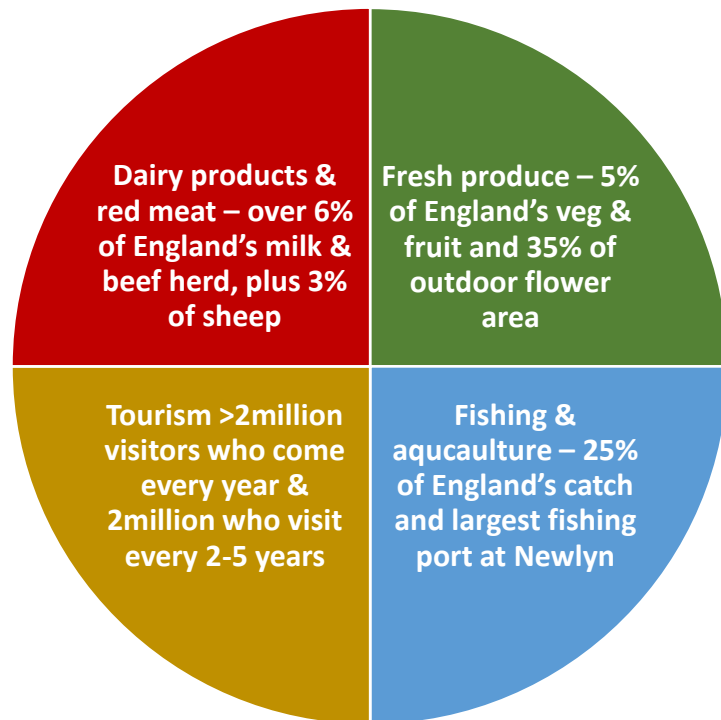 Dairy products &
red meat – over 6%
of England’s milk &
beef herd, plus 3%
of sheep
Fresh produce – 5%
of England’s veg &
fruit and 35% of
outdoor flower
area
Tourism >2million
visitors who come
every year &
2million who visit
every 2-5 years
Fishing &
aqucaulture – 25%
of England’s catch
and largest fishing
port at Newlyn